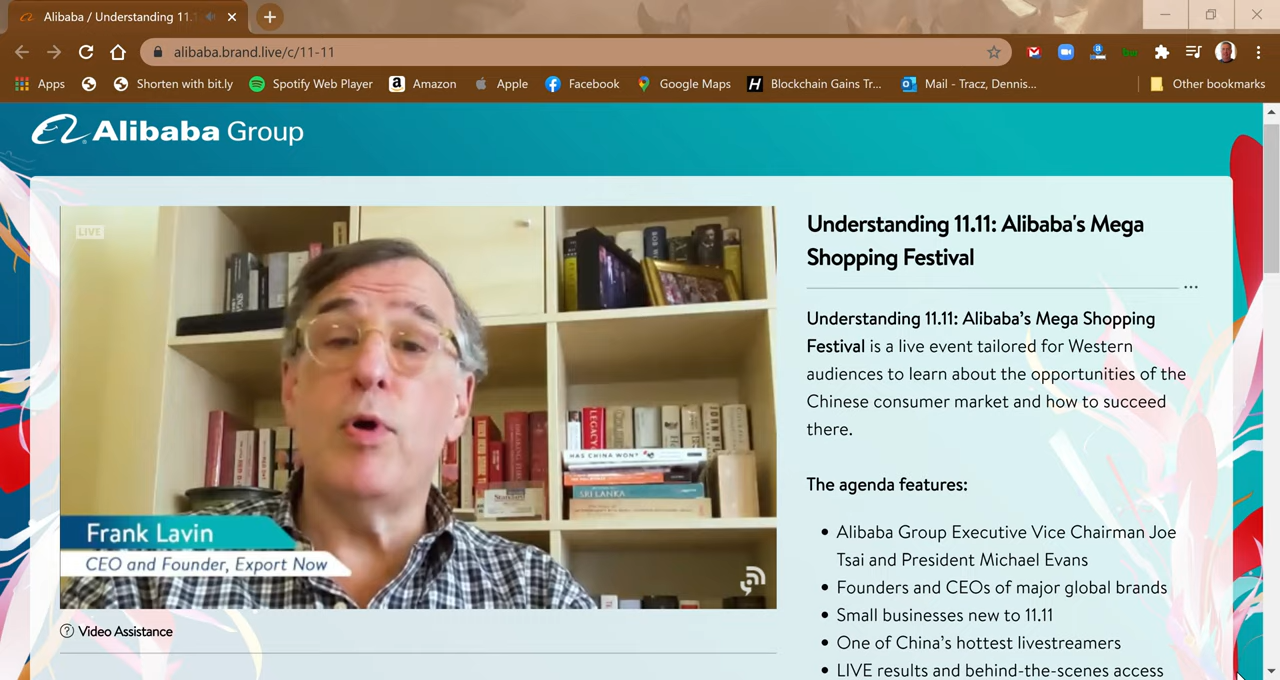 Alibaba / Understanding 11.1
alibaba.brand.live/c/11-11
Apps
Shorten with bit.ly
Spotify Web Player
Amazon
Apple
Facebook
Google Maps
Blockchain Gains Tr...
Mail - Tracz, Dennis...
Other bookmarks
Alibaba Group
LIVE
LEGACY
HAS CHINA WON?
SRI LANKA
Standard
Frank Lavin
CEO and Founder, Export Now
Video Assistance
Understanding 11.11: Alibaba's Mega
Shopping Festival
...
Understanding 11.11: Alibaba's Mega Shopping
Festival is a live event tailored for Western
audiences to learn about the opportunities of the
Chinese consumer market and how to succeed
there.
The agenda features:
• Alibaba Group Executive Vice Chairman Joe
Tsai and President Michael Evans
• Founders and CEOs of major global brands
• Small businesses new to 11.11
• One of China's hottest livestreamers
• LIVE results and behind-the-scenes access